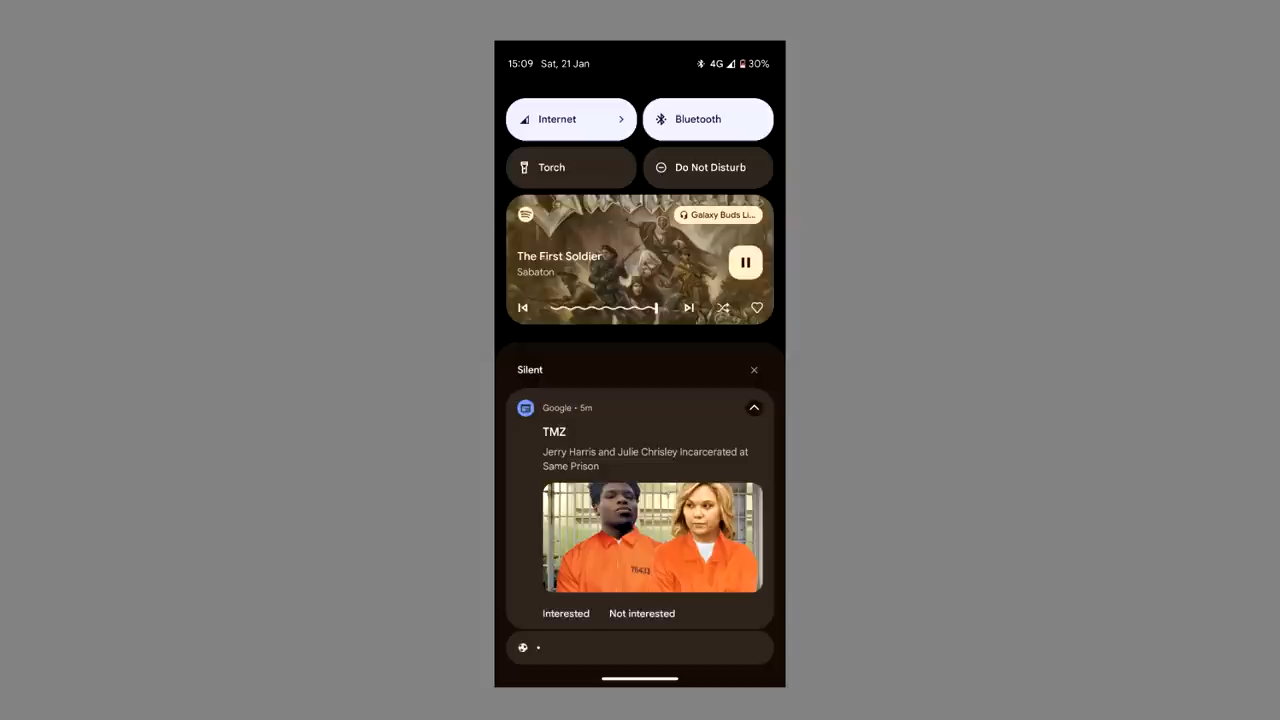 15:09 Sat, 21 Jan 4G 30%
Internet Bluetooth
Torch Do Not Disturb
Galaxy Buds Li...
The First Soldier
Sabaton
Silent
Google • 5m
TMZ
Jerry Harris and Julie Chrisley Incarcerated at
Same Prison
76433
Interested Not interested